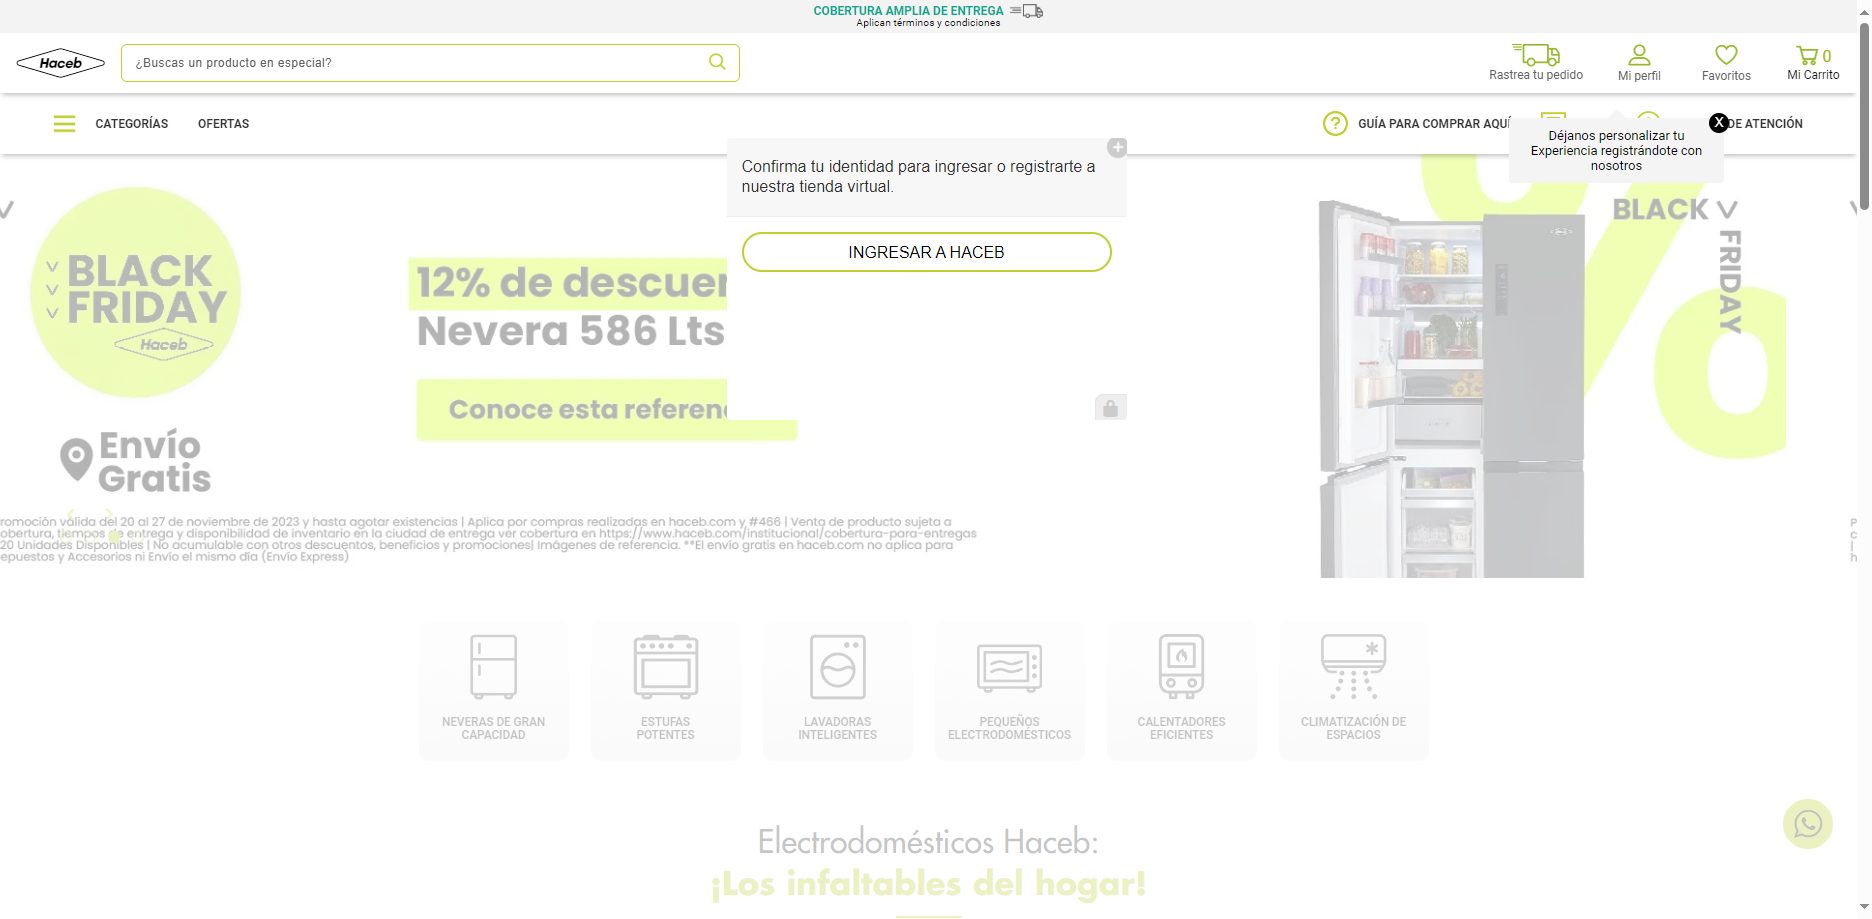 COBERTURA AMPLIA DE ENTREGA
Aplican términos y condiciones
Haceb
¿Buscas un producto en especial?
Rastrea tu pedido
Mi perfil
Favoritos
0
Mi Carrito
CATEGORÍAS
OFERTAS
GUÍA PARA COMPRAR AQUÍ
DE ATENCIÓN
X
Déjanos personalizar tu
Experiencia registrándote con
nosotros
Confirma tu identidad para ingresar o registrarte a
nuestra tienda virtual.
INGRESAR A HACEB
BLACK
FRIDAY
Haceb
12% de descuen
Nevera 586 Lts
Conoce esta referen
Envío
Gratis
BLACK
FRIDAY
romoción válida del 20 al 27 de noviembre de 2023 y hasta agotar existencias | Aplica por compras realizadas en haceb.com y #466 | Venta de producto sujeta a
obertura, tiempos de entrega y disponibilidad de inventario en la ciudad de entrega ver cobertura en https://www.haceb.com/institucional/cobertura-para-entregas
20 Unidades Disponibles | No acumulable con otros descuentos, beneficios y promociones| Imágenes de referencia. **El envío gratis en haceb.com no aplica para
epuestos y Accesorios ni Envío el mismo día (Envío Express)
NEVERAS DE GRAN
CAPACIDAD
ESTUFAS
POTENTES
LAVADORAS
INTELIGENTES
PEQUEÑOS
ELECTRODOMÉSTICOS
CALENTADORES
EFICIENTES
CLIMATIZACIÓN DE
ESPACIOS
Electrodomésticos Haceb:
¡Los infaltables del hogar!